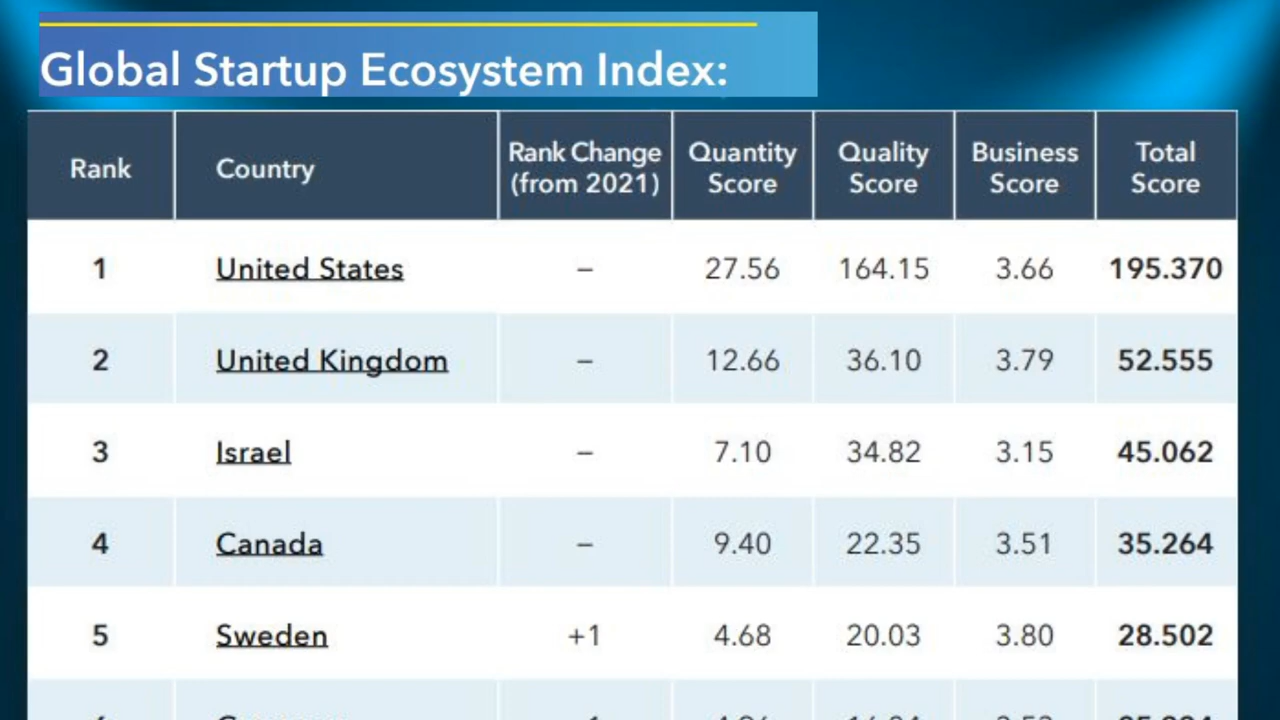 Global Startup Ecosystem Index:
Rank Country Rank Change (from 2021) Quantity Score Quality Score Business Score Total Score
1 United States – 27.56 164.15 3.66 195.370
2 United Kingdom – 12.66 36.10 3.79 52.555
3 Israel – 7.10 34.82 3.15 45.062
4 Canada – 9.40 22.35 3.51 35.264
5 Sweden +1 4.68 20.03 3.80 28.502